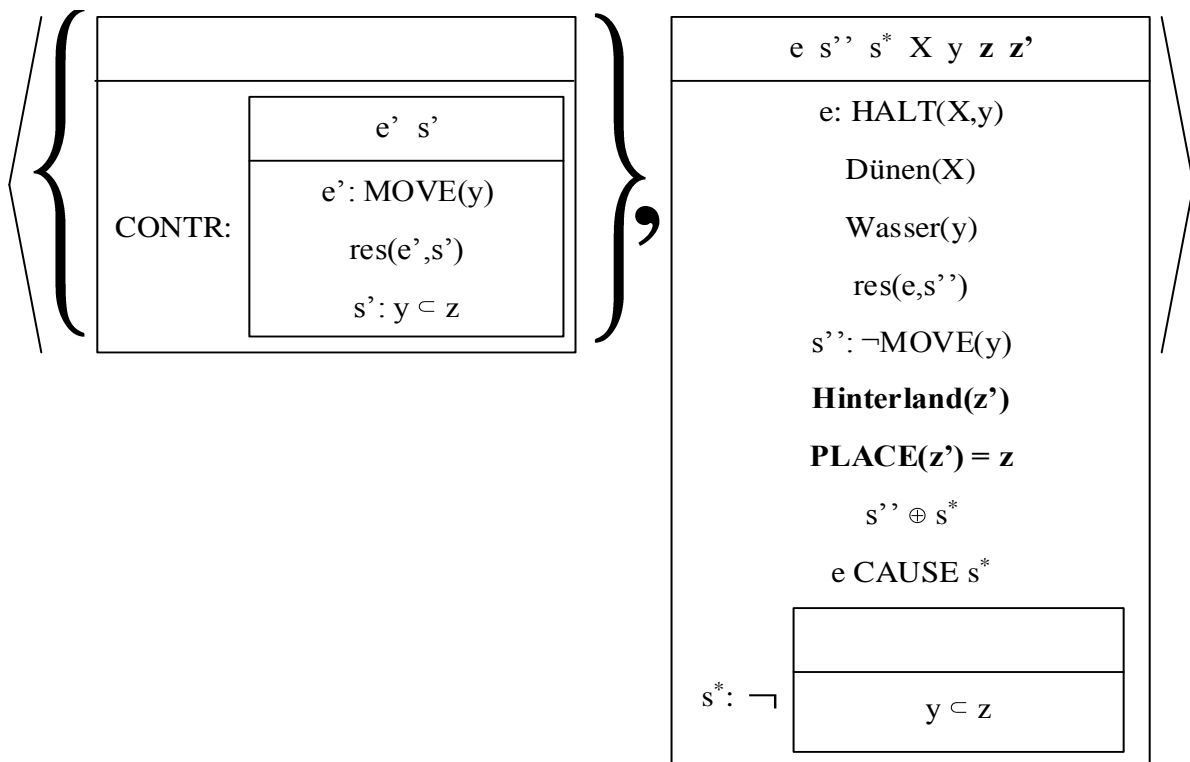 e’ s’
CONTR:
e’: MOVE(y)
res(e’,s’)
s’: y ⊂ z
,
e s’’ s* X y z z’
e: HALT(X,y)
Dünen(X)
Wasser(y)
res(e,s’’)
s’’: ¬MOVE(y)
Hinterland(z’)
PLACE(z’) = z
s’’ ⊕ s*
e CAUSE s*
s*: ¬
y ⊂ z